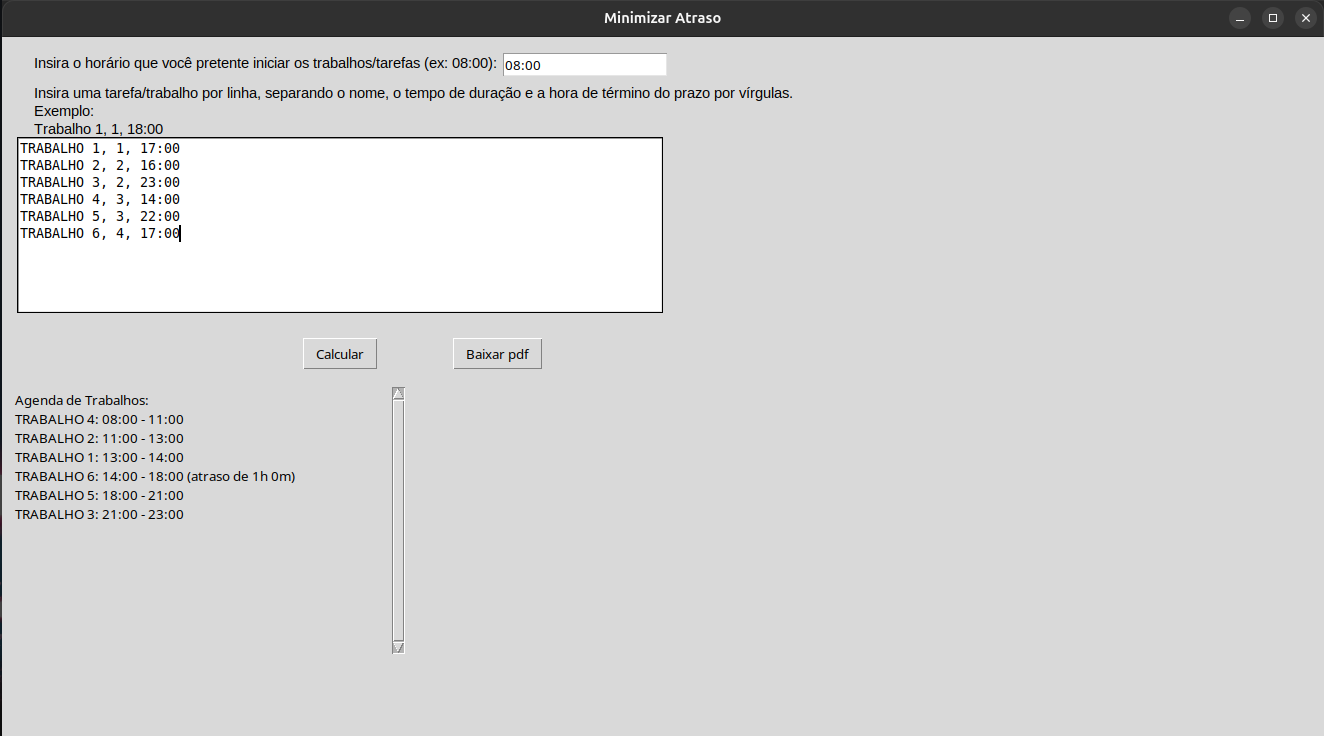 Minimizar Atraso
Insira o horário que você pretente iniciar os trabalhos/tarefas (ex: 08:00): 08:00
Insira uma tarefa/trabalho por linha, separando o nome, o tempo de duração e a hora de término do prazo por vírgulas.
Exemplo:
Trabalho 1, 1, 18:00
TRABALHO 1, 1, 17:00
TRABALHO 2, 2, 16:00
TRABALHO 3, 2, 23:00
TRABALHO 4, 3, 14:00
TRABALHO 5, 3, 22:00
TRABALHO 6, 4, 17:00
Calcular Baixar pdf
Agenda de Trabalhos:
TRABALHO 4: 08:00 - 11:00
TRABALHO 2: 11:00 - 13:00
TRABALHO 1: 13:00 - 14:00
TRABALHO 6: 14:00 - 18:00 (atraso de 1h 0m)
TRABALHO 5: 18:00 - 21:00
TRABALHO 3: 21:00 - 23:00